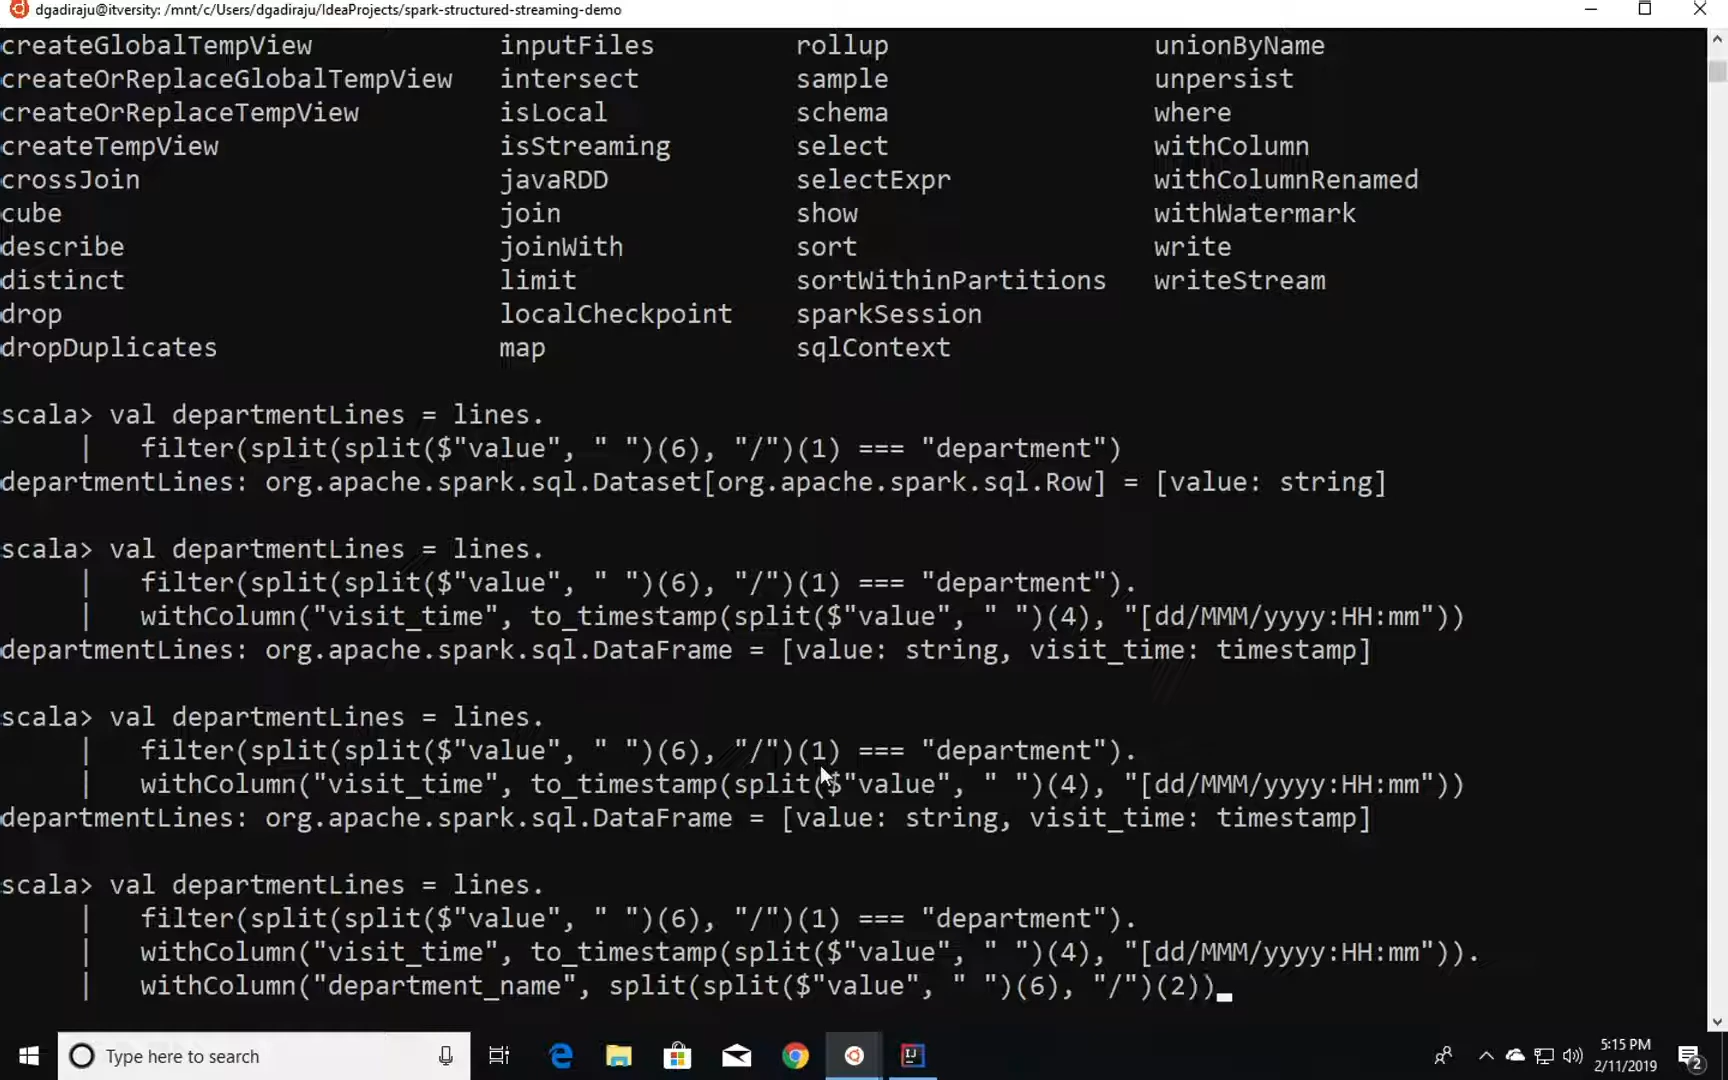 dgadiraju@itversity: /mnt/c/Users/dgadiraju/IdeaProjects/spark-structured-streaming-demo
createGlobalTempView inputFiles rollup unionByName
createOrReplaceGlobalTempView intersect sample unpersist
createOrReplaceTempView isLocal schema where
createTempView isStreaming select withColumn
crossJoin javaRDD selectExpr withColumnRenamed
cube join show withWatermark
describe joinWith sort write
distinct limit sortWithinPartitions writeStream
drop localCheckpoint sparkSession
dropDuplicates map sqlContext
scala> val departmentLines = lines.
| filter(split(split($"value", " ")(6), "/")(1) === "department")
departmentLines: org.apache.spark.sql.Dataset[org.apache.spark.sql.Row] = [value: string]
scala> val departmentLines = lines.
| filter(split(split($"value", " ")(6), "/")(1) === "department").
| withColumn("visit_time", to_timestamp(split($"value", " ")(4), "[dd/MMM/yyyy:HH:mm"))
departmentLines: org.apache.spark.sql.DataFrame = [value: string, visit_time: timestamp]
scala> val departmentLines = lines.
| filter(split(split($"value", " ")(6), "/")(1) === "department").
| withColumn("visit_time", to_timestamp(split($"value", " ")(4), "[dd/MMM/yyyy:HH:mm"))
departmentLines: org.apache.spark.sql.DataFrame = [value: string, visit_time: timestamp]
scala> val departmentLines = lines.
| filter(split(split($"value", " ")(6), "/")(1) === "department").
| withColumn("visit_time", to_timestamp(split($"value", " ")(4), "[dd/MMM/yyyy:HH:mm")).
| withColumn("department_name", split(split($"value", " ")(6), "/")(2))
Type here to search
5:15 PM
2/11/2019
2